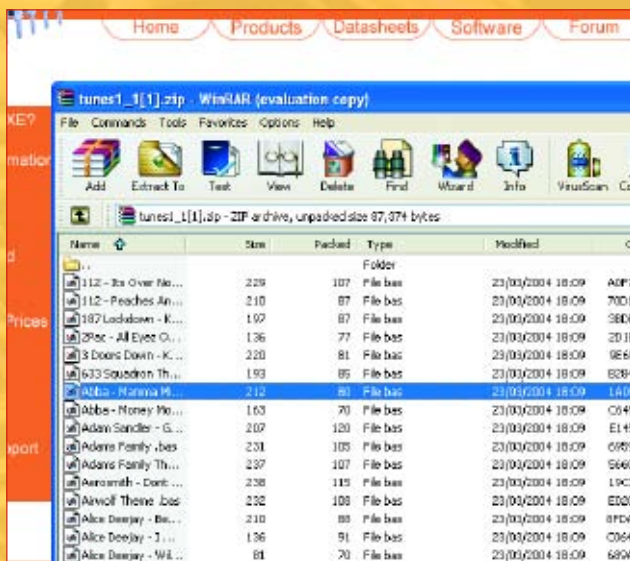 Home Products Datasheets Software Forum
tunes1_1[1].zip - WinRAR (evaluation copy)
XE?
File Commands Tools Favorites Options Help
mation
Add Extract To Test View Delete Find Wizard Info VirusScan
tunes1_1[1].zip - ZIP archive, unpacked size 87,874 bytes
Name Size Packed Type Modified
d
.. Folder
112 - Its Over No... 229 107 File bas 23/03/2004 18:09
112 - Peaches An... 210 87 File bas 23/03/2004 18:09
Prices
187 Lockdown - K... 197 87 File bas 23/03/2004 18:09
2Pac - All Eyez O... 136 77 File bas 23/03/2004 18:09
3 Doors Down - K... 220 81 File bas 23/03/2004 18:09
633 Squadron Th... 193 85 File bas 23/03/2004 18:09
Abba - Mamma M... 212 80 File bas 23/03/2004 18:09
Abba - Money Mo... 163 70 File bas 23/03/2004 18:09
Adam Sandler - G... 207 120 File bas 23/03/2004 18:09
pport
Adams Family .bas 231 105 File bas 23/03/2004 18:09
Adams Family Th... 237 107 File bas 23/03/2004 18:09
Aerosmith - Dont ... 238 115 File bas 23/03/2004 18:09
Airwolf Theme .bas 232 108 File bas 23/03/2004 18:09
Alice Deejay - Be... 210 88 File bas 23/03/2004 18:09
Alice Deejay - I ... 136 91 File bas 23/03/2004 18:09
Alice Deejay - Wil... 81 70 File bas 23/03/2004 18:09